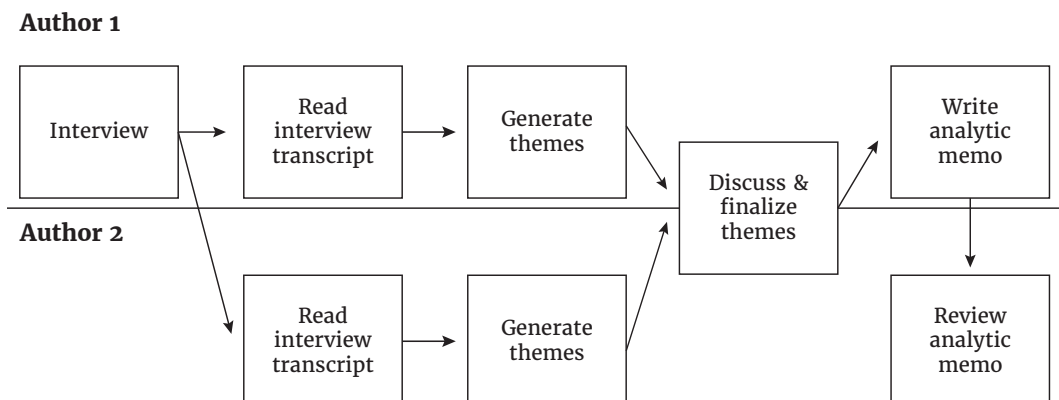 Author 1
Interview
Read
interview
transcript
Generate
themes
Discuss &
finalize
themes
Write
analytic
memo
Author 2
Read
interview
transcript
Generate
themes
Review
analytic
memo